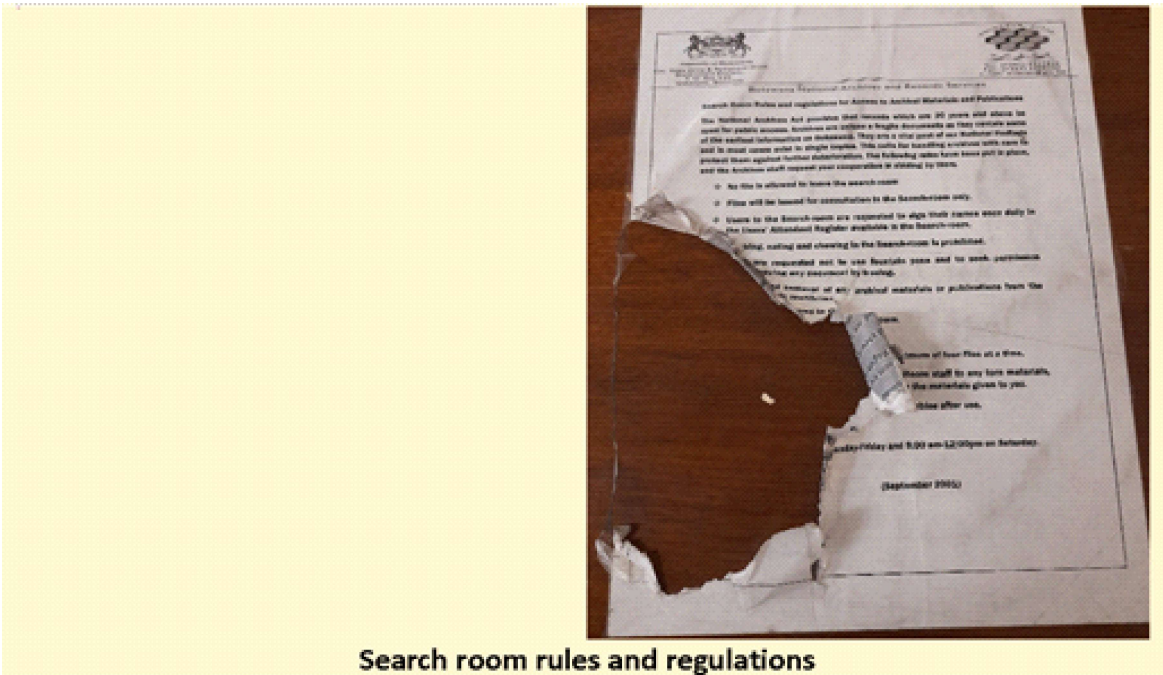 Botswana National Archives and Records Services
Search Room Rules and regulations for Access to Archival Materials and Publications
The National Archives Act provides that records which are 20 years and above be
open for public access. Archives are unique & fragile documents as they contain some
of the earliest information on Botswana. They are a vital part of our National Heritage
and in most cases exist in single copies. This calls for handling archives with care to
protect them against further deterioration. The following rules have been put in place,
and the Archives staff request your cooperation in abiding by them.
No file is allowed to leave the search-room
Files will be issued for consultation in the Search-room only.
Users to the Search-room are requested to sign their names once daily in
the Users' Attendant Register available in the Search-room.
eating and chewing in the Search-room is prohibited.
requested not to use fountain pens and to seek permission
any document by tracing.
removal of any archival materials or publications from the
of four files at a time.
staff to any torn materials,
the materials given to you.
after use.
Friday and 9.00 am-12:00pm on Saturday.
(September 2005)
Search room rules and regulations